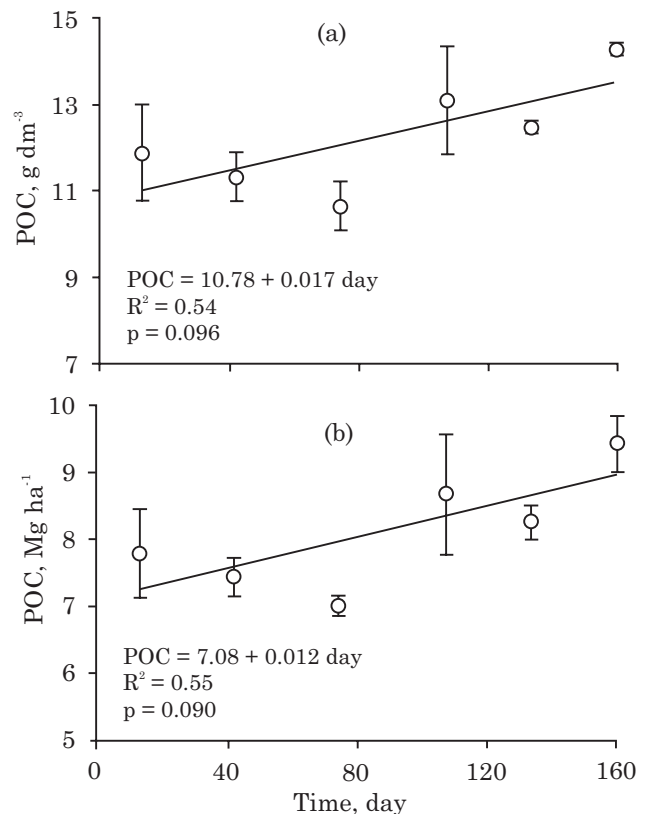 (a)
POC, g dm⁻³
15
13
11
9
7
POC = 10.78 + 0.017 day
R² = 0.54
p = 0.096
(b)
POC, Mg ha⁻¹
10
9
8
7
6
5
POC = 7.08 + 0.012 day
R² = 0.55
p = 0.090
0 40 80 120 160
Time, day